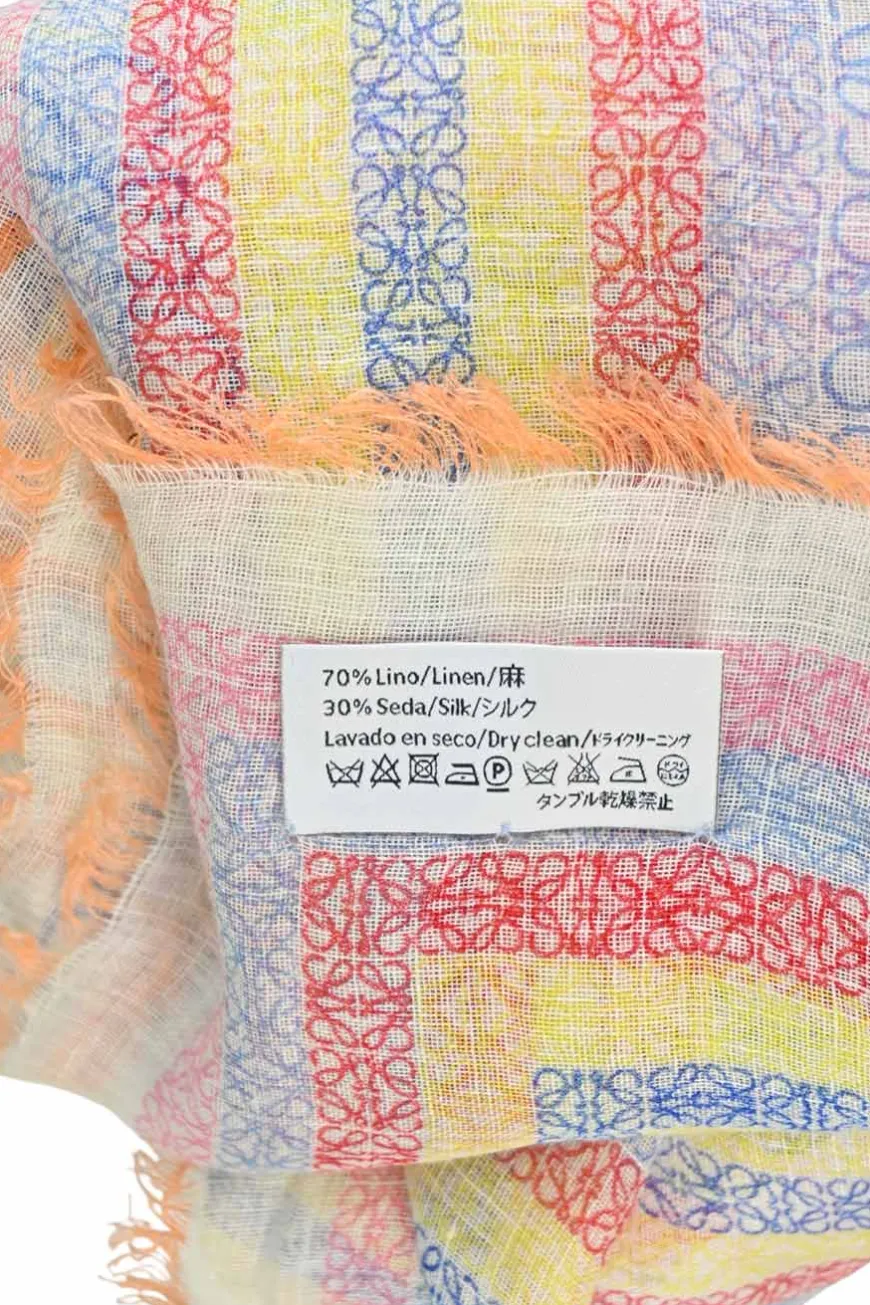 70% Lino/Linen/麻
30% Seda/Silk/シルク
Lavado en seco/Dry clean/ドライクリーニング
P
タンブル乾燥禁止